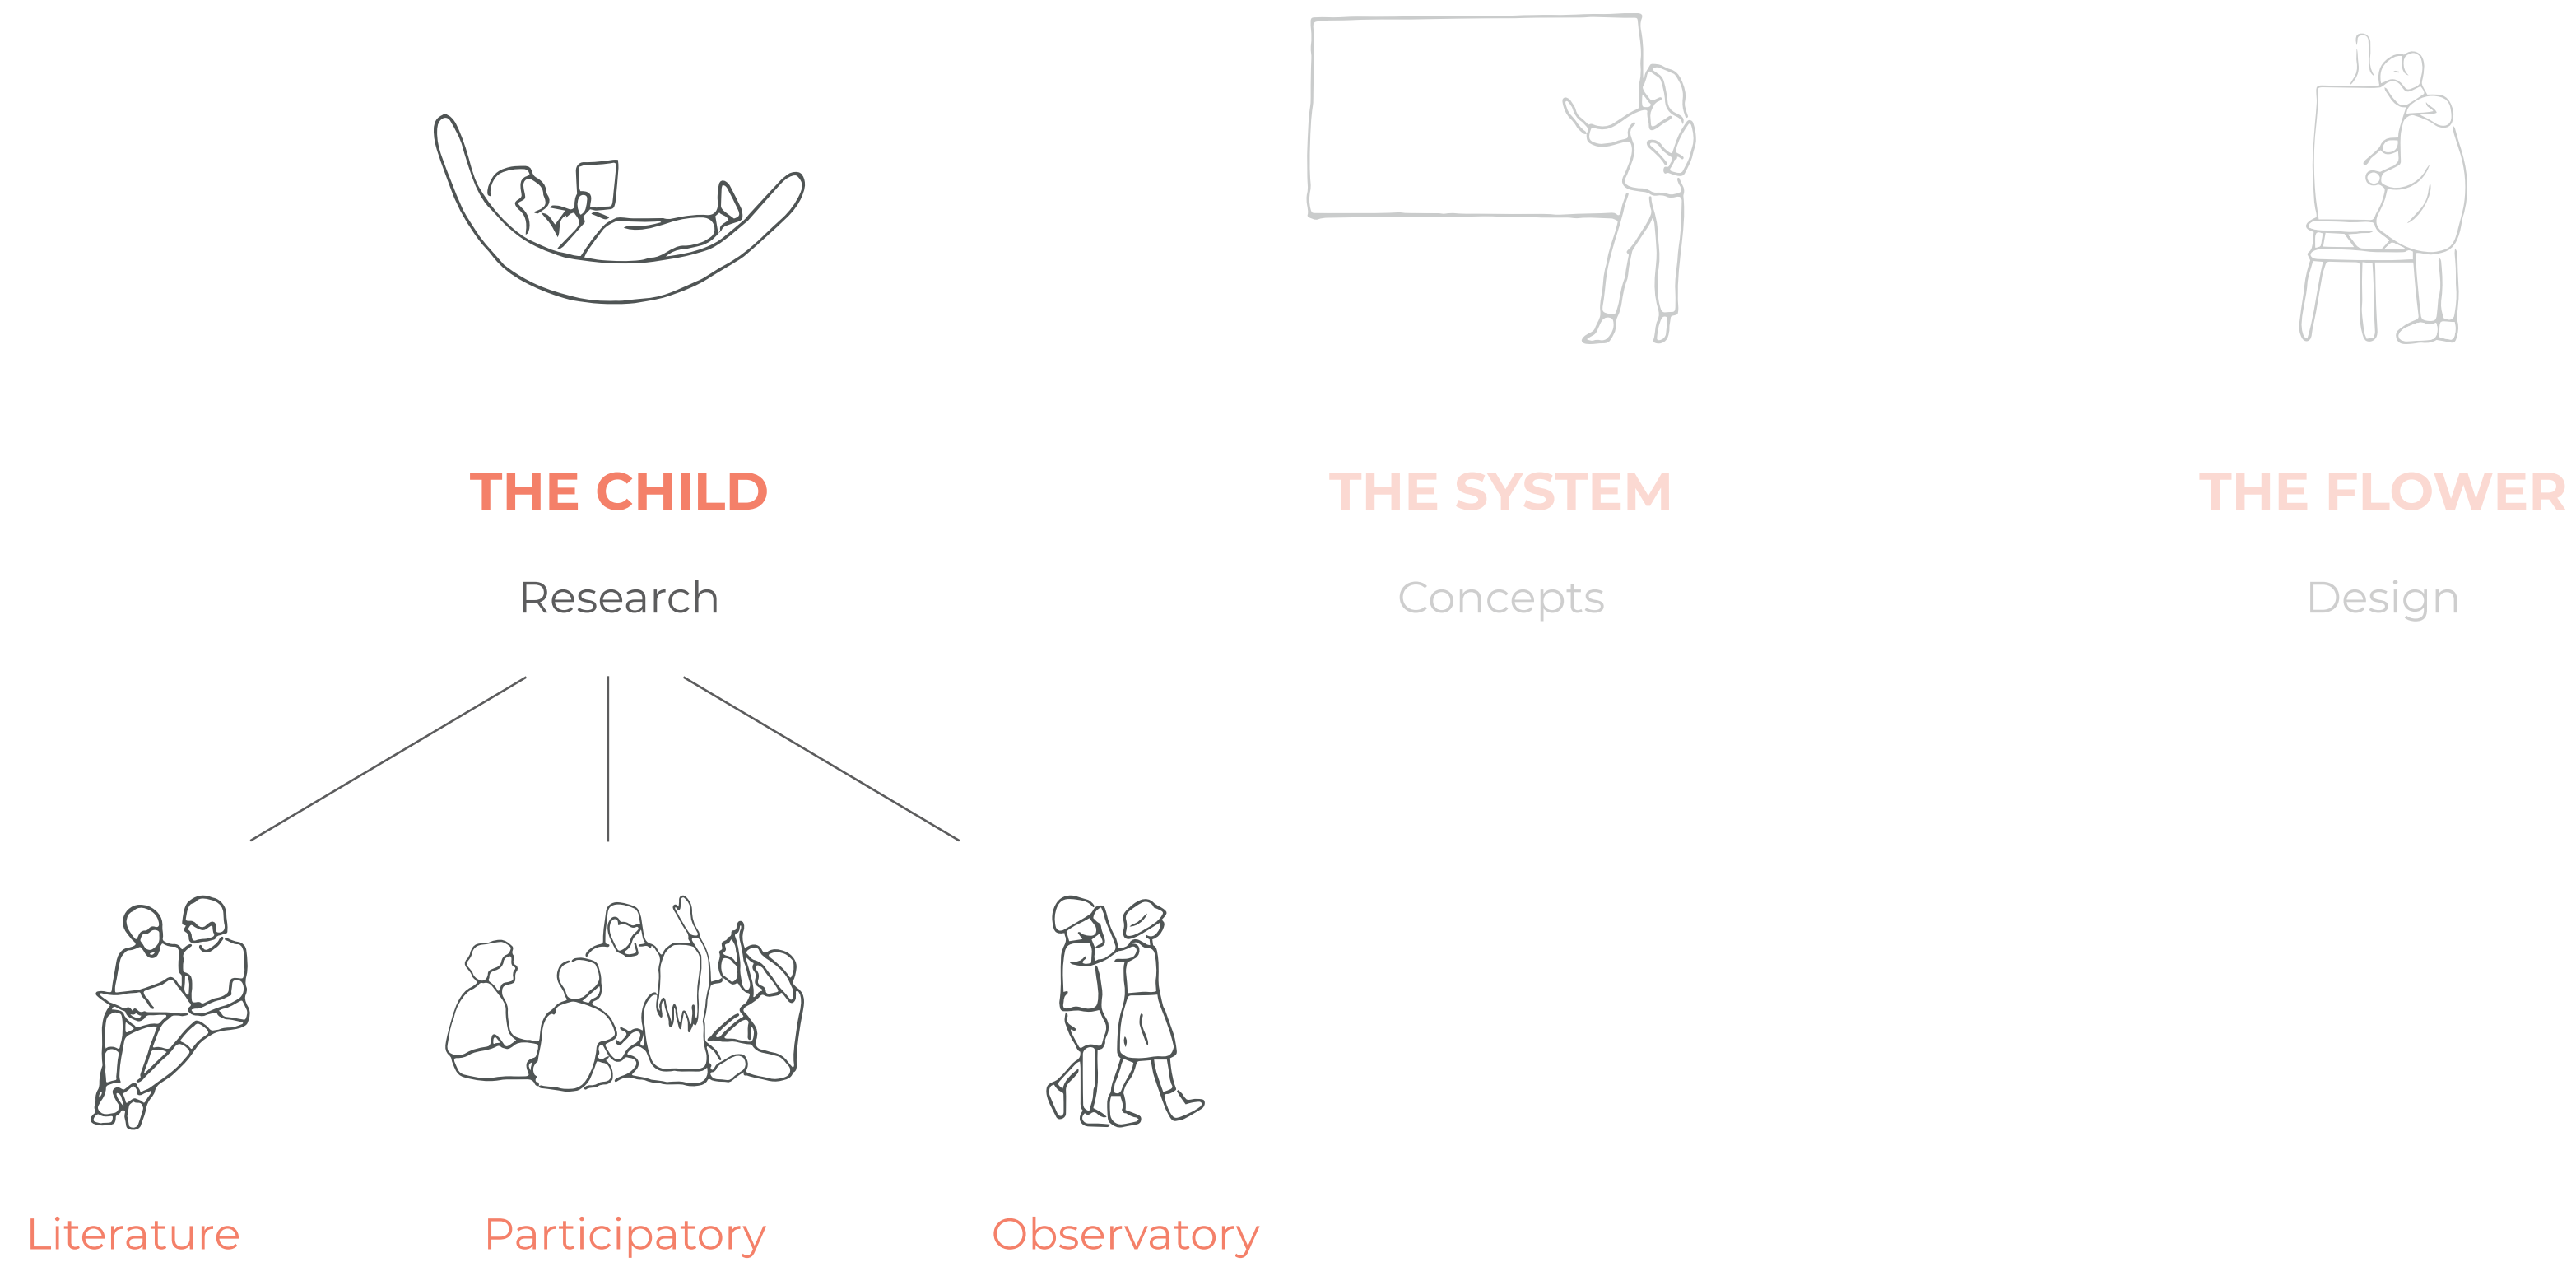 THE CHILD
THE SYSTEM
THE FLOWER
Research
Concepts
Design
Literature
Participatory
Observatory